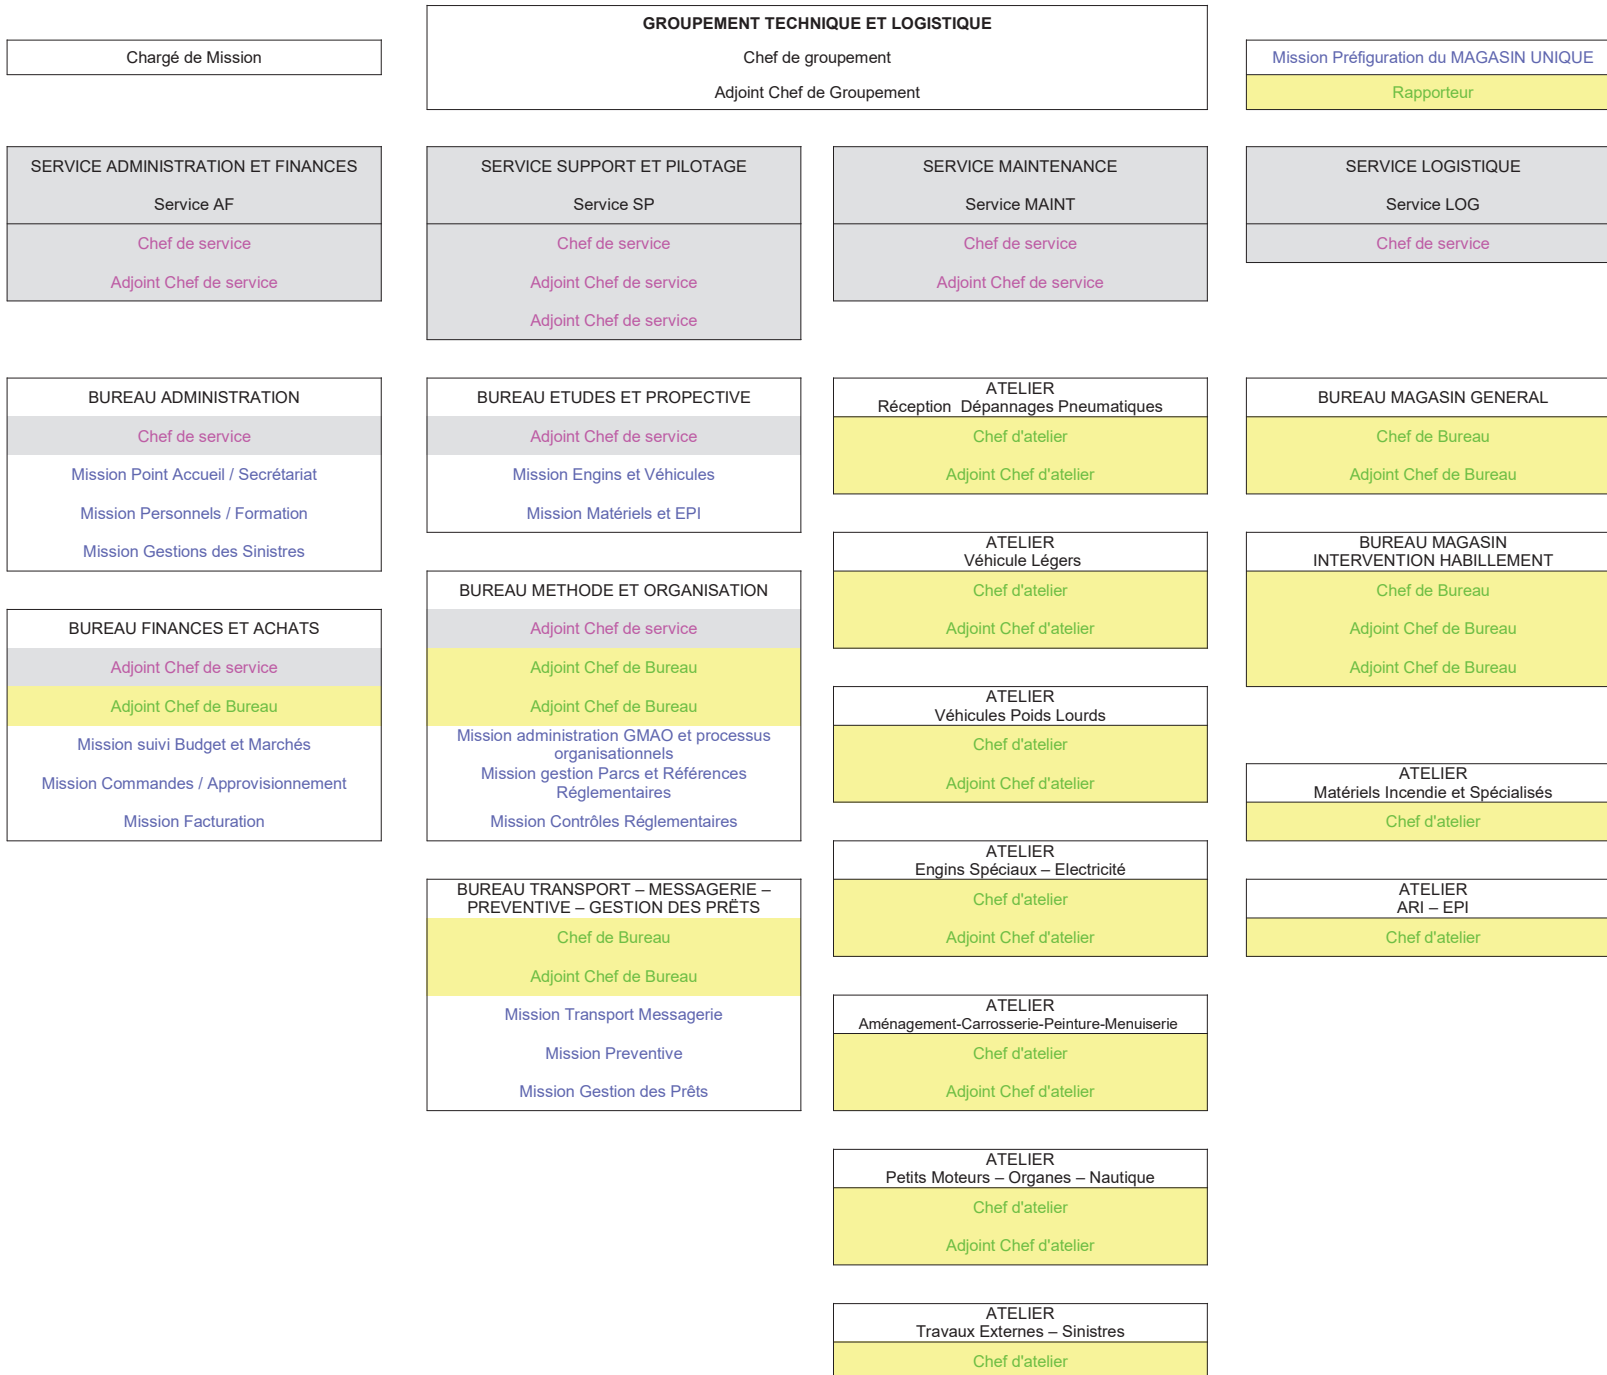 GROUPEMENT TECHNIQUE ET LOGISTIQUE
Chef de groupement
Adjoint Chef de Groupement
Chargé de Mission
Mission Préfiguration du MAGASIN UNIQUE
Rapporteur
SERVICE ADMINISTRATION ET FINANCES
Service AF
Chef de service
Adjoint Chef de service
BUREAU ADMINISTRATION
Chef de service
Mission Point Accueil / Secrétariat
Mission Personnels / Formation
Mission Gestions des Sinistres
BUREAU FINANCES ET ACHATS
Adjoint Chef de service
Adjoint Chef de Bureau
Mission suivi Budget et Marchés
Mission Commandes / Approvisionnement
Mission Facturation
SERVICE SUPPORT ET PILOTAGE
Service SP
Chef de service
Adjoint Chef de service
Adjoint Chef de service
BUREAU ETUDES ET PROPECTIVE
Adjoint Chef de service
Mission Engins et Véhicules
Mission Matériels et EPI
BUREAU METHODE ET ORGANISATION
Adjoint Chef de service
Adjoint Chef de Bureau
Adjoint Chef de Bureau
Mission administration GMAO et processus
organisationnels
Mission gestion Parcs et Références
Réglementaires
Mission Contrôles Réglementaires
BUREAU TRANSPORT – MESSAGERIE –
PREVENTIVE – GESTION DES PRËTS
Chef de Bureau
Adjoint Chef de Bureau
Mission Transport Messagerie
Mission Preventive
Mission Gestion des Prêts
SERVICE MAINTENANCE
Service MAINT
Chef de service
Adjoint Chef de service
ATELIER
Réception  Dépannages Pneumatiques
Chef d'atelier
Adjoint Chef d'atelier
ATELIER
Véhicule Légers
Chef d'atelier
Adjoint Chef d'atelier
ATELIER
Véhicules Poids Lourds
Chef d'atelier
Adjoint Chef d'atelier
ATELIER
Engins Spéciaux – Electricité
Chef d'atelier
Adjoint Chef d'atelier
ATELIER
Aménagement-Carrosserie-Peinture-Menuiserie
Chef d'atelier
Adjoint Chef d'atelier
ATELIER
Petits Moteurs – Organes – Nautique
Chef d'atelier
Adjoint Chef d'atelier
ATELIER
Travaux Externes – Sinistres
Chef d'atelier
SERVICE LOGISTIQUE
Service LOG
Chef de service
BUREAU MAGASIN GENERAL
Chef de Bureau
Adjoint Chef de Bureau
BUREAU MAGASIN
INTERVENTION HABILLEMENT
Chef de Bureau
Adjoint Chef de Bureau
Adjoint Chef de Bureau
ATELIER
Matériels Incendie et Spécialisés
Chef d'atelier
ATELIER
ARI – EPI
Chef d'atelier